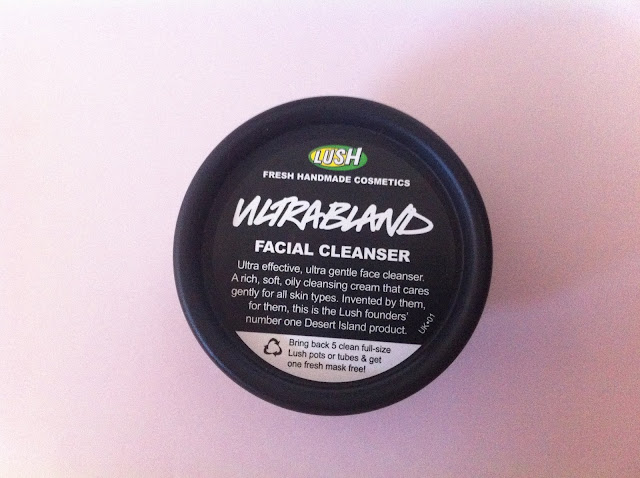 LUSH
FRESH HANDMADE COSMETICS
ULTRABLAND
FACIAL CLEANSER
Ultra effective, ultra gentle face cleanser.
A rich, soft, oily cleansing cream that cares
gently for all skin types. Invented by them,
for them, this is the Lush founders'
number one Desert Island product.
UK•01
Bring back 5 clean full-size
Lush pots or tubes & get
one fresh mask free!